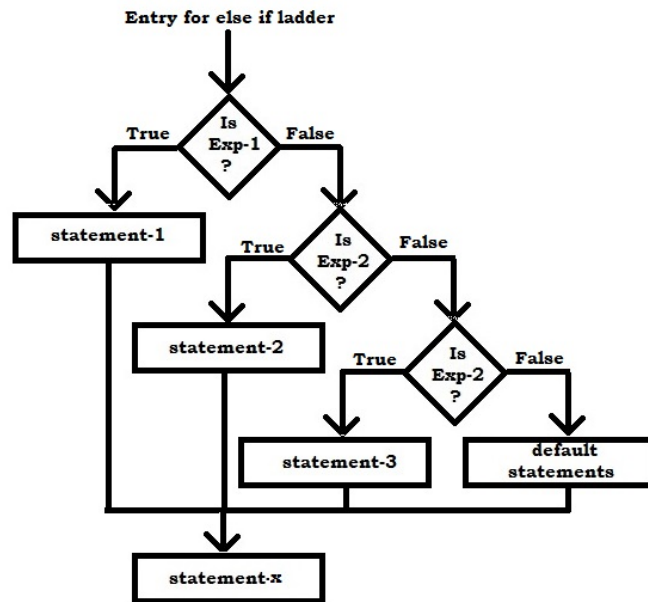 Entry for else if ladder
Is
Exp-1
?
True
False
statement-1
Is
Exp-2
?
True
False
statement-2
Is
Exp-2
?
True
False
statement-3
default
statements
statement-x